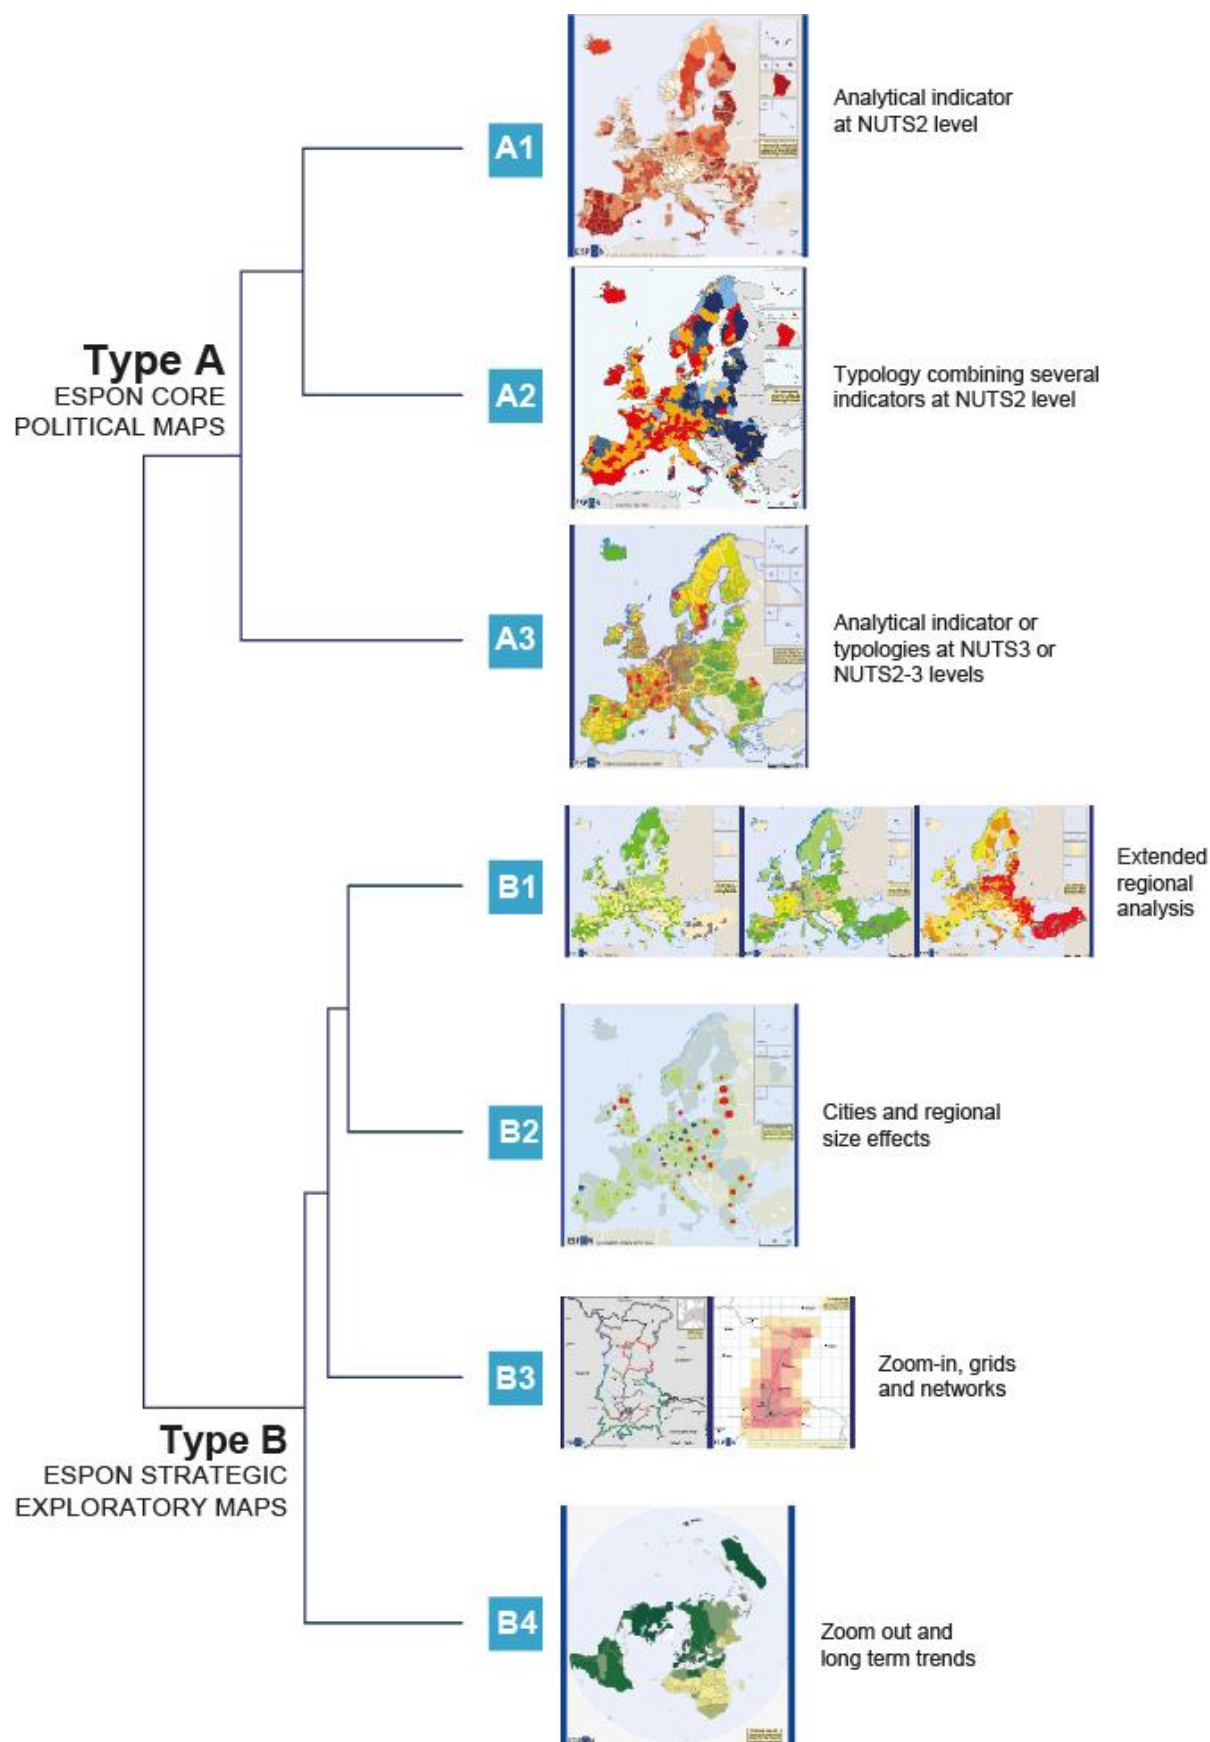 A1
Analytical indicator
at NUTS2 level
Type A
ESPON CORE
POLITICAL MAPS
A2
Typology combining several
indicators at NUTS2 level
A3
Analytical indicator or
typologies at NUTS3 or
NUTS2-3 levels
B1
Extended
regional
analysis
B2
Cities and regional
size effects
B3
Zoom-in, grids
and networks
Type B
ESPON STRATEGIC
EXPLORATORY MAPS
B4
Zoom out and
long term trends